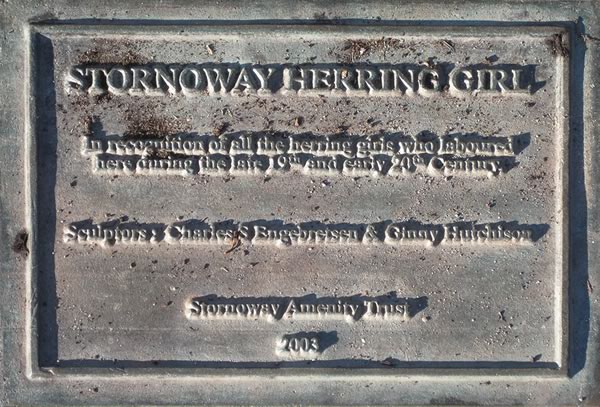 STORNOWAY HERRING GIRL
In recognition of all the herring girls who laboured
here during the late 19th and early 20th Century.
Sculptors: Charles S Engebretsen & Ginny Hutchison
Stornoway Amenity Trust
2003